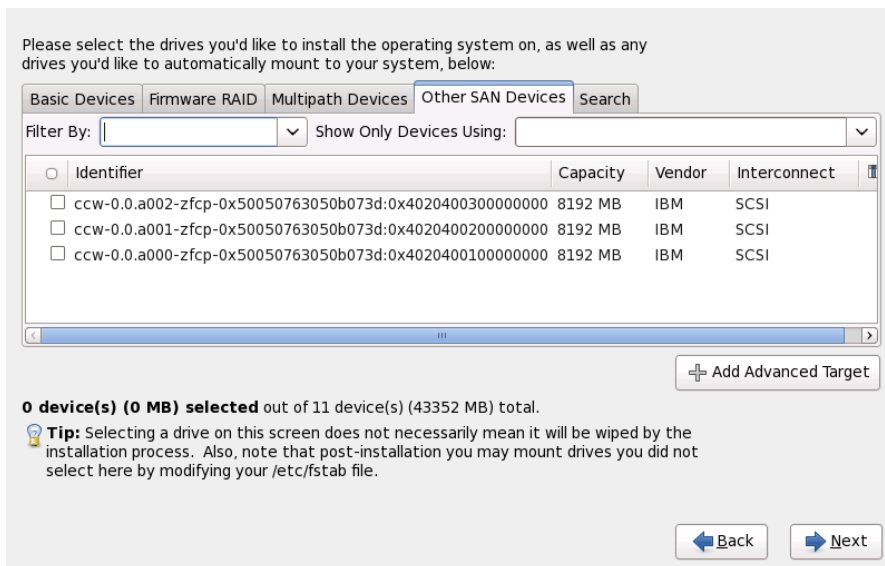 Please select the drives you'd like to install the operating system on, as well as any
drives you'd like to automatically mount to your system, below:
Basic Devices Firmware RAID Multipath Devices Other SAN Devices Search
Filter By: Show Only Devices Using:
Identifier Capacity Vendor Interconnect
ccw-0.0.a002-zfcp-0x50050763050b073d:0x4020400300000000 8192 MB IBM SCSI
ccw-0.0.a001-zfcp-0x50050763050b073d:0x4020400200000000 8192 MB IBM SCSI
ccw-0.0.a000-zfcp-0x50050763050b073d:0x4020400100000000 8192 MB IBM SCSI
Add Advanced Target
0 device(s) (0 MB) selected out of 11 device(s) (43352 MB) total.
Tip: Selecting a drive on this screen does not necessarily mean it will be wiped by the
installation process. Also, note that post-installation you may mount drives you did not
select here by modifying your /etc/fstab file.
Back Next